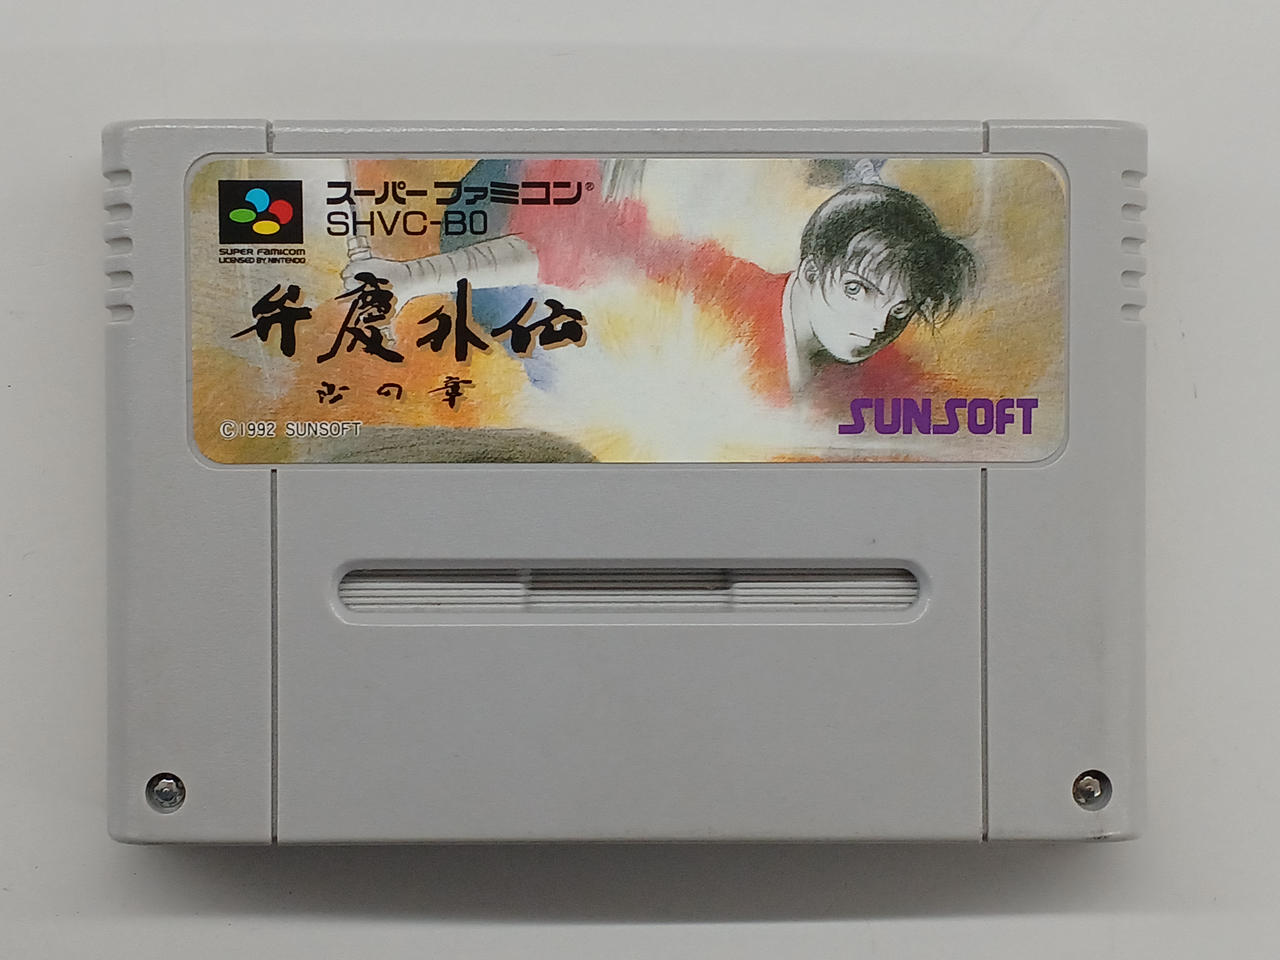 スーパーファミコン®
SHVC-BO
SUPER FAMICOM
LICENSED BY NINTENDO
弁慶外伝
沙の章
©1992 SUNSOFT
SUNSOFT